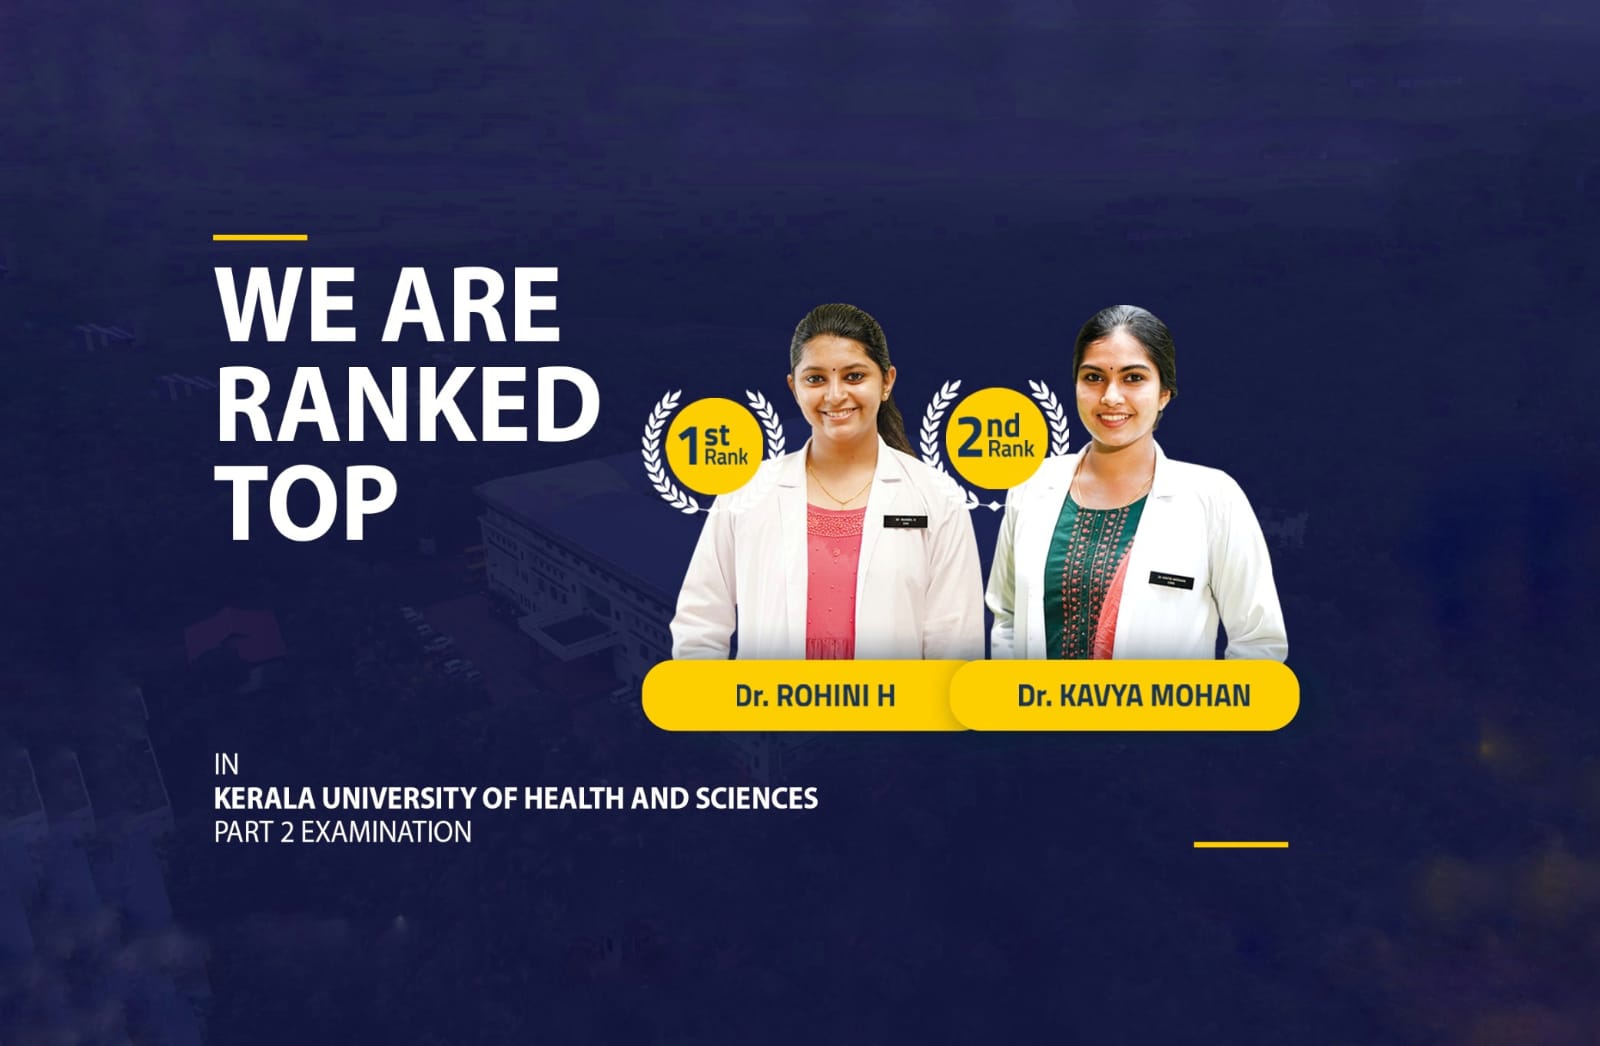 WE ARE
RANKED
TOP
1st
Rank
2nd
Rank
Dr. ROHINI H
Dr. KAVYA MOHAN
IN
KERALA UNIVERSITY OF HEALTH AND SCIENCES
PART 2 EXAMINATION